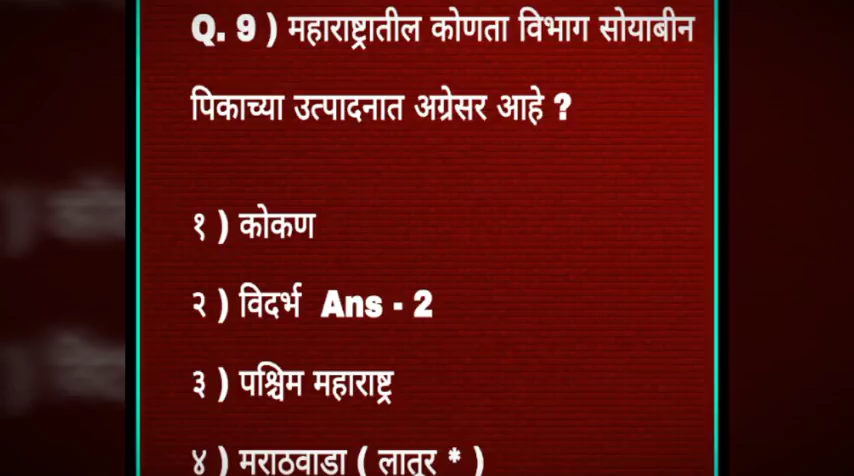 Q. 9 ) महाराष्ट्रातील कोणता विभाग सोयाबीन
पिकाच्या उत्पादनात अग्रेसर आहे ?
१ ) कोकण
२ ) विदर्भ Ans - 2
३ ) पश्चिम महाराष्ट्र
४ ) मराठवाडा ( लातूर * )